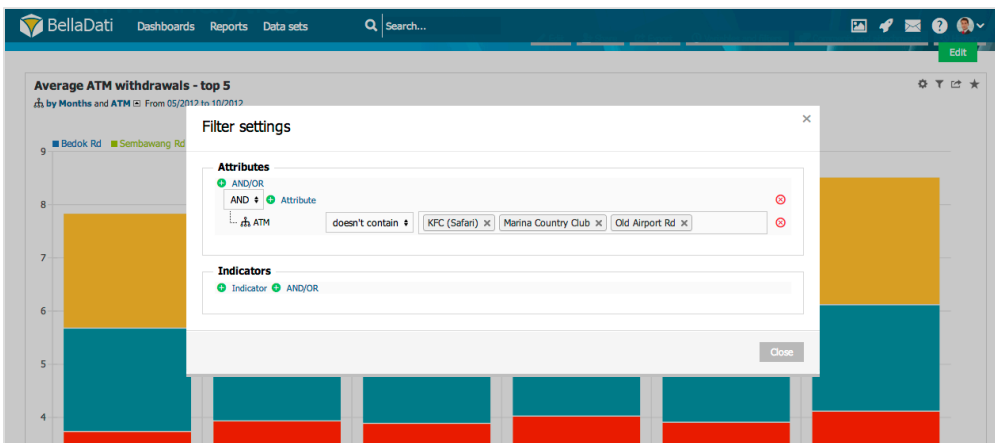 BellaDati Dashboards Reports Data sets Search...
Edit
Average ATM withdrawals - top 5
by Months and ATM From 05/2012 to 10/2012
Bedok Rd Sembawang Rd
9
8
7
6
5
4
Filter settings
Attributes
AND/OR
AND Attribute
ATM doesn't contain KFC (Safari) Marina Country Club Old Airport Rd
Indicators
Indicator AND/OR
Close